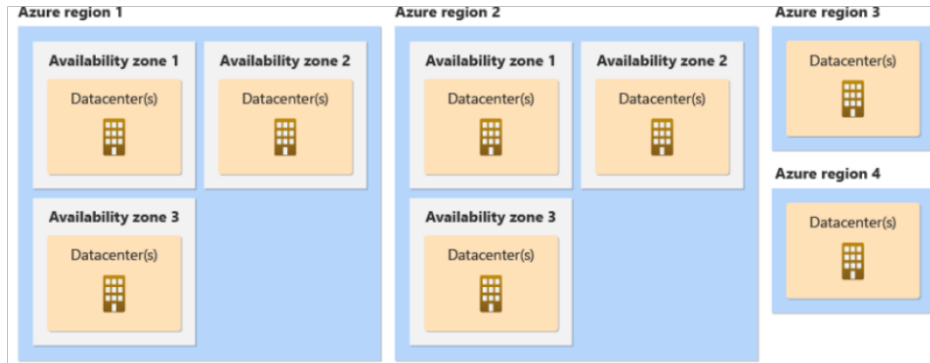 Azure region 1
Availability zone 1
Datacenter(s)
Availability zone 2
Datacenter(s)
Availability zone 3
Datacenter(s)
Azure region 2
Availability zone 1
Datacenter(s)
Availability zone 2
Datacenter(s)
Availability zone 3
Datacenter(s)
Azure region 3
Datacenter(s)
Azure region 4
Datacenter(s)